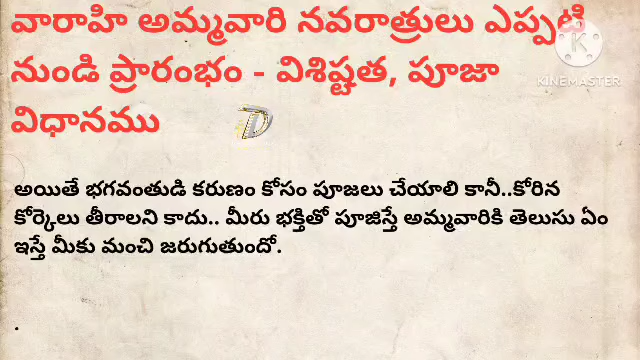 వారాహి అమ్మవారి నవరాత్రులు ఎప్పటి
నుండి ప్రారంభం - విశిష్టత, పూజా
విధానము
D
KINEMASTER
అయితే భగవంతుడి కరుణం కోసం పూజలు చేయాలి కానీ..కోరిన
కోర్కెలు తీరాలని కాదు.. మీరు భక్తితో పూజిస్తే అమ్మవారికి తెలుసు ఏం
ఇస్తే మీకు మంచి జరుగుతుందో.
.